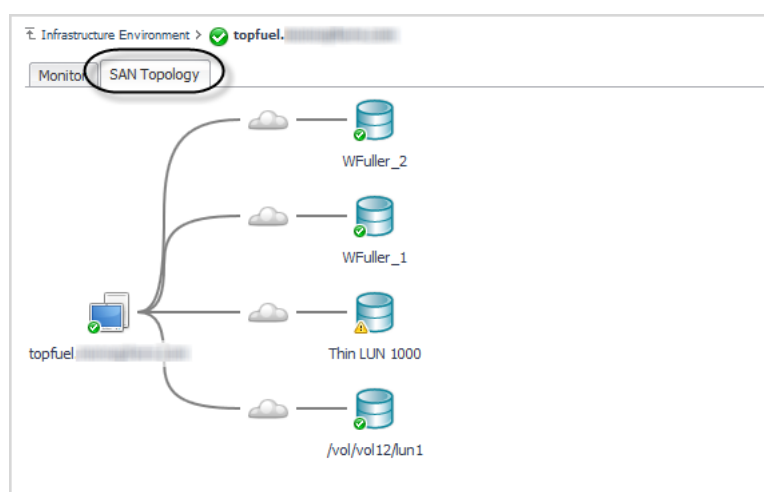 Infrastructure Environment > topfuel.
Monitor SAN Topology
WFuller_2
WFuller_1
topfuel
Thin LUN 1000
/vol/vol12/lun1